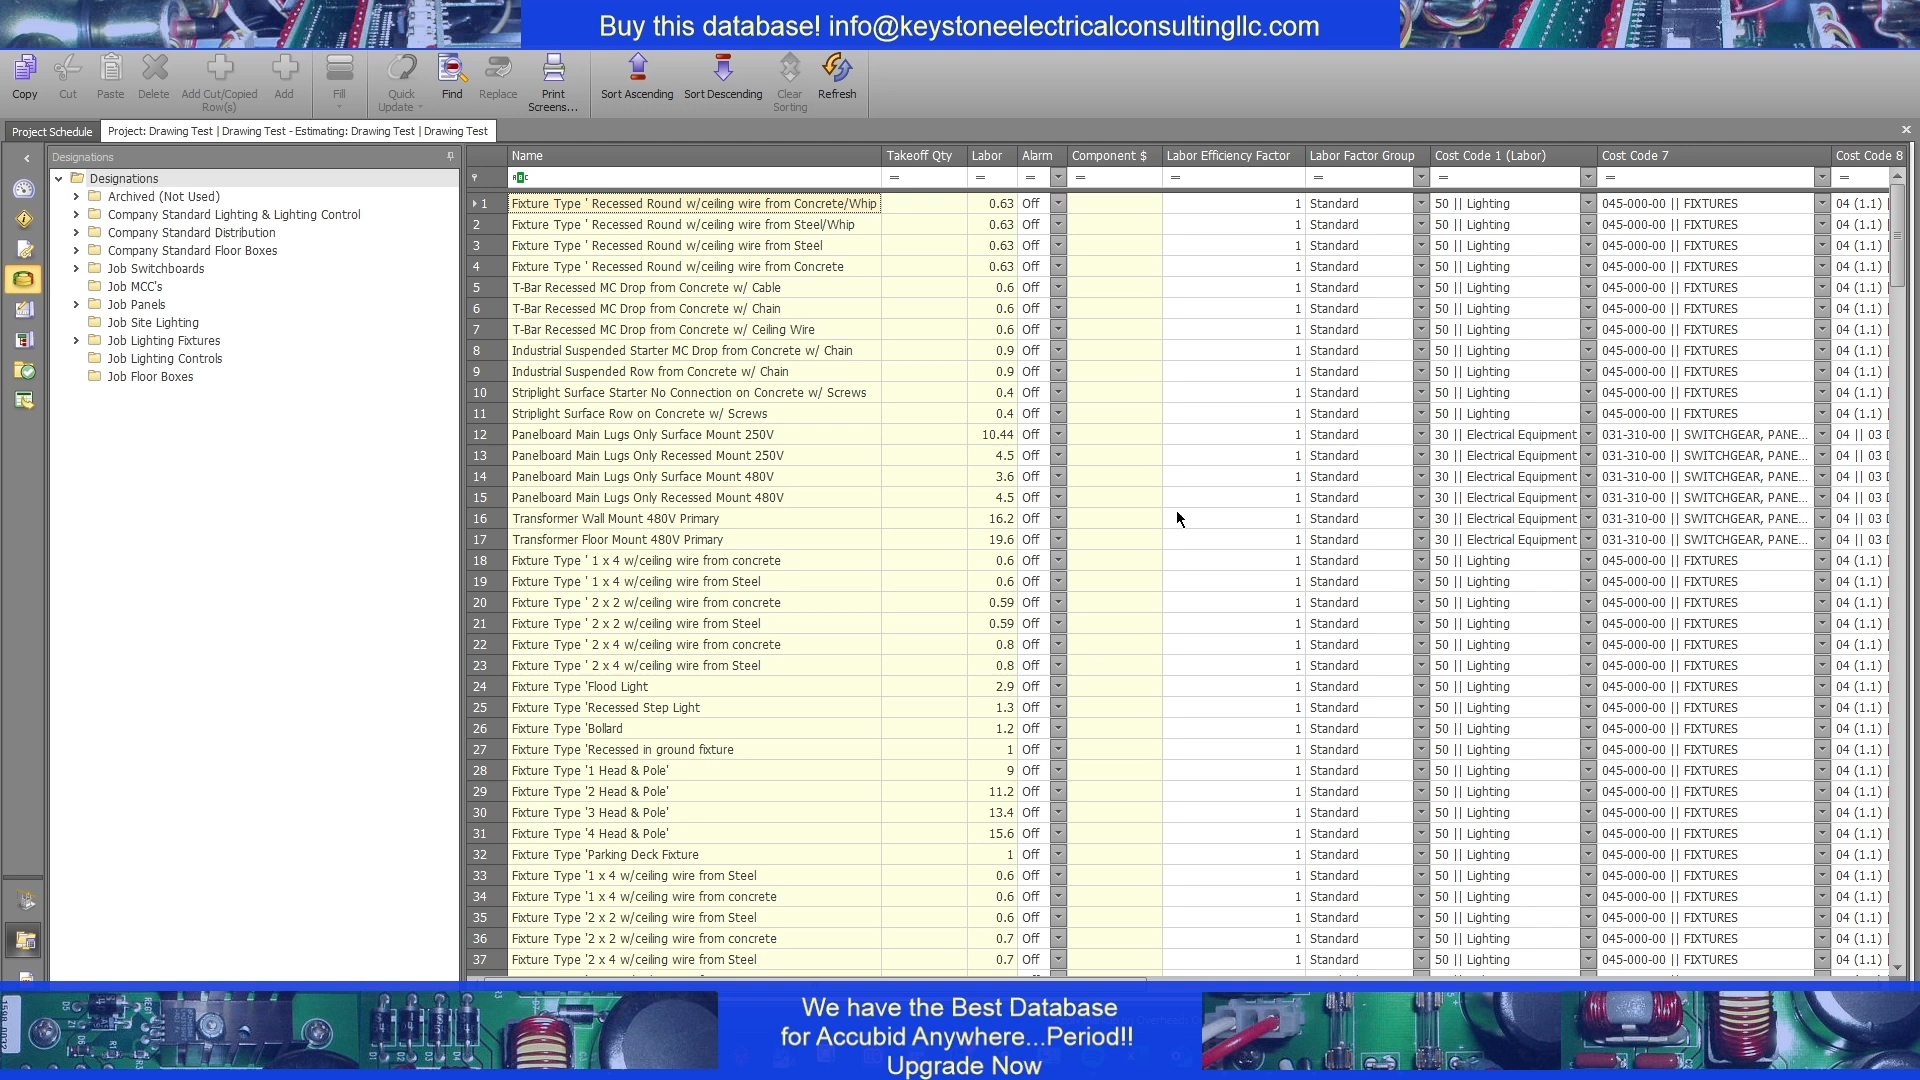 Buy this database! info@keystoneelectricalconsultingllc.com
Copy Cut Paste Delete Add Cut/Copied Row(s) Add Fill Quick Update Find Replace Print Screens... Sort Ascending Sort Descending Clear Sorting Refresh
Project Schedule Project: Drawing Test | Drawing Test - Estimating: Drawing Test | Drawing Test
Designations
Designations
Archived (Not Used)
Company Standard Lighting & Lighting Control
Company Standard Distribution
Company Standard Floor Boxes
Job Switchboards
Job MCC's
Job Panels
Job Site Lighting
Job Lighting Fixtures
Job Lighting Controls
Job Floor Boxes
Name Takeoff Qty Labor Alarm Component $ Labor Efficiency Factor Labor Factor Group Cost Code 1 (Labor) Cost Code 7 Cost Code 8
= = = = = = = = =
1 Fixture Type ' Recessed Round w/ceiling wire from Concrete/Whip 0.63 Off 1 Standard 50 || Lighting 045-000-00 || FIXTURES 04 (1.1) |
2 Fixture Type ' Recessed Round w/ceiling wire from Steel/Whip 0.63 Off 1 Standard 50 || Lighting 045-000-00 || FIXTURES 04 (1.1) |
3 Fixture Type ' Recessed Round w/ceiling wire from Steel 0.63 Off 1 Standard 50 || Lighting 045-000-00 || FIXTURES 04 (1.1) |
4 Fixture Type ' Recessed Round w/ceiling wire from Concrete 0.63 Off 1 Standard 50 || Lighting 045-000-00 || FIXTURES 04 (1.1) |
5 T-Bar Recessed MC Drop from Concrete w/ Cable 0.6 Off 1 Standard 50 || Lighting 045-000-00 || FIXTURES 04 (1.1) |
6 T-Bar Recessed MC Drop from Concrete w/ Chain 0.6 Off 1 Standard 50 || Lighting 045-000-00 || FIXTURES 04 (1.1) |
7 T-Bar Recessed MC Drop from Concrete w/ Ceiling Wire 0.6 Off 1 Standard 50 || Lighting 045-000-00 || FIXTURES 04 (1.1) |
8 Industrial Suspended Starter MC Drop from Concrete w/ Chain 0.9 Off 1 Standard 50 || Lighting 045-000-00 || FIXTURES 04 (1.1) |
9 Industrial Suspended Row from Concrete w/ Chain 0.9 Off 1 Standard 50 || Lighting 045-000-00 || FIXTURES 04 (1.1) |
10 Striplight Surface Starter No Connection on Concrete w/ Screws 0.4 Off 1 Standard 50 || Lighting 045-000-00 || FIXTURES 04 (1.1) |
11 Striplight Surface Row on Concrete w/ Screws 0.4 Off 1 Standard 50 || Lighting 045-000-00 || FIXTURES 04 (1.1) |
12 Panelboard Main Lugs Only Surface Mount 250V 10.44 Off 1 Standard 30 || Electrical Equipment 031-310-00 || SWITCHGEAR, PANE... 04 || 03
13 Panelboard Main Lugs Only Recessed Mount 250V 4.5 Off 1 Standard 30 || Electrical Equipment 031-310-00 || SWITCHGEAR, PANE... 04 || 03
14 Panelboard Main Lugs Only Surface Mount 480V 3.6 Off 1 Standard 30 || Electrical Equipment 031-310-00 || SWITCHGEAR, PANE... 04 || 03
15 Panelboard Main Lugs Only Recessed Mount 480V 4.5 Off 1 Standard 30 || Electrical Equipment 031-310-00 || SWITCHGEAR, PANE... 04 || 03
16 Transformer Wall Mount 480V Primary 16.2 Off 1 Standard 30 || Electrical Equipment 031-310-00 || SWITCHGEAR, PANE... 04 || 03
17 Transformer Floor Mount 480V Primary 19.6 Off 1 Standard 30 || Electrical Equipment 031-310-00 || SWITCHGEAR, PANE... 04 || 03
18 Fixture Type ' 1 x 4 w/ceiling wire from concrete 0.6 Off 1 Standard 50 || Lighting 045-000-00 || FIXTURES 04 (1.1) |
19 Fixture Type ' 1 x 4 w/ceiling wire from Steel 0.6 Off 1 Standard 50 || Lighting 045-000-00 || FIXTURES 04 (1.1) |
20 Fixture Type ' 2 x 2 w/ceiling wire from concrete 0.59 Off 1 Standard 50 || Lighting 045-000-00 || FIXTURES 04 (1.1) |
21 Fixture Type ' 2 x 2 w/ceiling wire from Steel 0.59 Off 1 Standard 50 || Lighting 045-000-00 || FIXTURES 04 (1.1) |
22 Fixture Type ' 2 x 4 w/ceiling wire from concrete 0.8 Off 1 Standard 50 || Lighting 045-000-00 || FIXTURES 04 (1.1) |
23 Fixture Type ' 2 x 4 w/ceiling wire from Steel 0.8 Off 1 Standard 50 || Lighting 045-000-00 || FIXTURES 04 (1.1) |
24 Fixture Type 'Flood Light 2.9 Off 1 Standard 50 || Lighting 045-000-00 || FIXTURES 04 (1.1) |
25 Fixture Type 'Recessed Step Light 1.3 Off 1 Standard 50 || Lighting 045-000-00 || FIXTURES 04 (1.1) |
26 Fixture Type 'Bollard 1.2 Off 1 Standard 50 || Lighting 045-000-00 || FIXTURES 04 (1.1) |
27 Fixture Type 'Recessed in ground fixture 1 Off 1 Standard 50 || Lighting 045-000-00 || FIXTURES 04 (1.1) |
28 Fixture Type '1 Head & Pole' 9 Off 1 Standard 50 || Lighting 045-000-00 || FIXTURES 04 (1.1) |
29 Fixture Type '2 Head & Pole' 11.2 Off 1 Standard 50 || Lighting 045-000-00 || FIXTURES 04 (1.1) |
30 Fixture Type '3 Head & Pole' 13.4 Off 1 Standard 50 || Lighting 045-000-00 || FIXTURES 04 (1.1) |
31 Fixture Type '4 Head & Pole' 15.6 Off 1 Standard 50 || Lighting 045-000-00 || FIXTURES 04 (1.1) |
32 Fixture Type 'Parking Deck Fixture 1 Off 1 Standard 50 || Lighting 045-000-00 || FIXTURES 04 (1.1) |
33 Fixture Type '1 x 4 w/ceiling wire from Steel 0.6 Off 1 Standard 50 || Lighting 045-000-00 || FIXTURES 04 (1.1) |
34 Fixture Type '1 x 4 w/ceiling wire from concrete 0.6 Off 1 Standard 50 || Lighting 045-000-00 || FIXTURES 04 (1.1) |
35 Fixture Type '2 x 2 w/ceiling wire from Steel 0.6 Off 1 Standard 50 || Lighting 045-000-00 || FIXTURES 04 (1.1) |
36 Fixture Type '2 x 2 w/ceiling wire from concrete 0.7 Off 1 Standard 50 || Lighting 045-000-00 || FIXTURES 04 (1.1) |
37 Fixture Type '2 x 4 w/ceiling wire from Steel 0.7 Off 1 Standard 50 || Lighting 045-000-00 || FIXTURES 04 (1.1) |
We have the Best Database
for Accubid Anywhere...Period!!
Upgrade Now